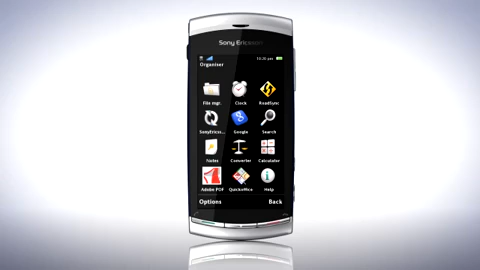 Sony Ericsson
10:20 pm
Organiser
File mgr.
Clock
RoadSync
SonyErics...
Google
Search
Notes
Converter
Calculator
Adobe PDF
Quickoffice
Help
Options
Back